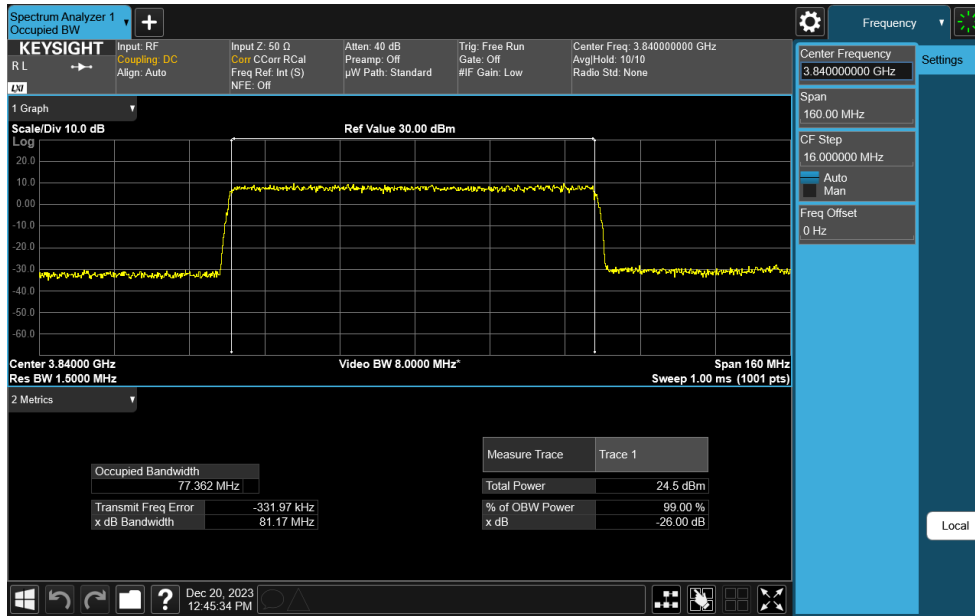 Spectrum Analyzer 1
Occupied BW
+
Frequency
KEYSIGHT
R L
LXI
Input: RF
Coupling: DC
Align: Auto
Input Z: 50 Ω
Corr CCorr RCal
Freq Ref: Int (S)
NFE: Off
Atten: 40 dB
Preamp: Off
µW Path: Standard
Trig: Free Run
Gate: Off
#IF Gain: Low
Center Freq: 3.840000000 GHz
Avg|Hold: 10/10
Radio Std: None
Center Frequency
3.840000000 GHz
Settings
Span
160.00 MHz
CF Step
16.000000 MHz
Auto
Man
Freq Offset
0 Hz
Local
1 Graph
Scale/Div 10.0 dB
Ref Value 30.00 dBm
Log
20.0
10.0
0.00
-10.0
-20.0
-30.0
-40.0
-50.0
-60.0
Center 3.84000 GHz
Video BW 8.0000 MHz*
Span 160 MHz
Res BW 1.5000 MHz
Sweep 1.00 ms (1001 pts)
2 Metrics
Measure Trace Trace 1
Occupied Bandwidth
77.362 MHz
Total Power 24.5 dBm
Transmit Freq Error -331.97 kHz
% of OBW Power 99.00 %
x dB Bandwidth 81.17 MHz
x dB -26.00 dB
?
Dec 20, 2023
12:45:34 PM